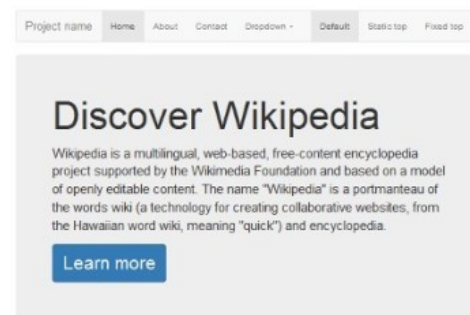 Project name Home About Contact Dropdown Default Static top Fixed top
Discover Wikipedia
Wikipedia is a multilingual, web-based, free-content encyclopedia
project supported by the Wikimedia Foundation and based on a model
of openly editable content. The name "Wikipedia" is a portmanteau of
the words wiki (a technology for creating collaborative websites, from
the Hawaiian word wiki, meaning "quick") and encyclopedia.
Learn more